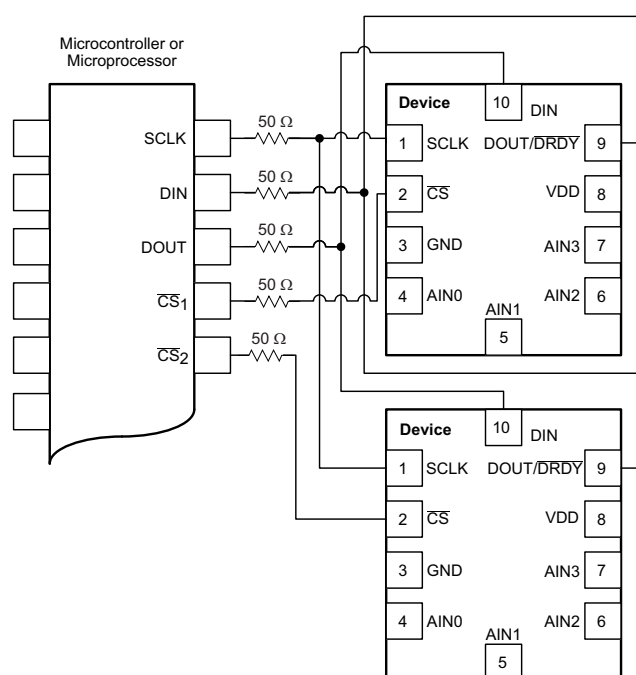 Microcontroller or
Microprocessor
SCLK
DIN
DOUT
CS1
CS2
50 Ω
50 Ω
50 Ω
50 Ω
50 Ω
Device
10
DIN
1
SCLK
DOUT/DRDY
9
2
CS
VDD
8
3
GND
AIN3
7
4
AIN0
AIN2
6
AIN1
5
Device
10
DIN
1
SCLK
DOUT/DRDY
9
2
CS
VDD
8
3
GND
AIN3
7
4
AIN0
AIN2
6
AIN1
5